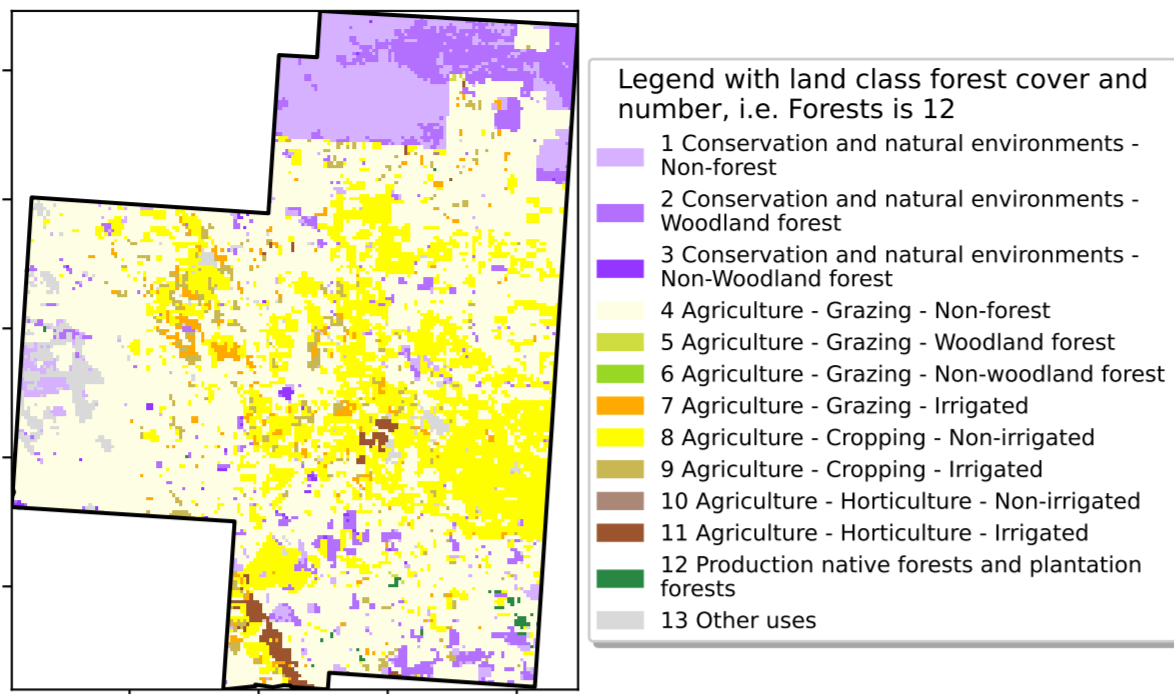 Legend with land class forest cover and
number, i.e. Forests is 12
1 Conservation and natural environments -
Non-forest
2 Conservation and natural environments -
Woodland forest
3 Conservation and natural environments -
Non-Woodland forest
4 Agriculture - Grazing - Non-forest
5 Agriculture - Grazing - Woodland forest
6 Agriculture - Grazing - Non-woodland forest
7 Agriculture - Grazing - Irrigated
8 Agriculture - Cropping - Non-irrigated
9 Agriculture - Cropping - Irrigated
10 Agriculture - Horticulture - Non-irrigated
11 Agriculture - Horticulture - Irrigated
12 Production native forests and plantation
forests
13 Other uses